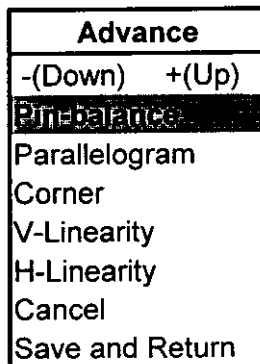 Advance
-(Down) +(Up)
Pin-balance
Parallelogram
Corner
V-Linearity
H-Linearity
Cancel
Save and Return